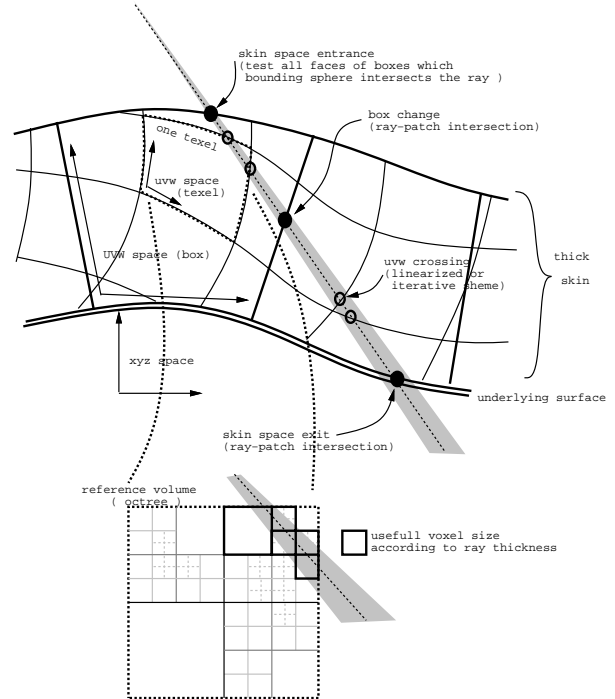 skin space entrance
(test all faces of boxes which
bounding sphere intersects the ray )
box change
(ray-patch intersection)
one texel
uvw space
(texel)
UVW space (box)
uvw crossing
(linearized or
iterative sheme)
thick
skin
xyz space
underlying surface
skin space exit
(ray-patch intersection)
reference volume
( octree )
usefull voxel size
according to ray thickness